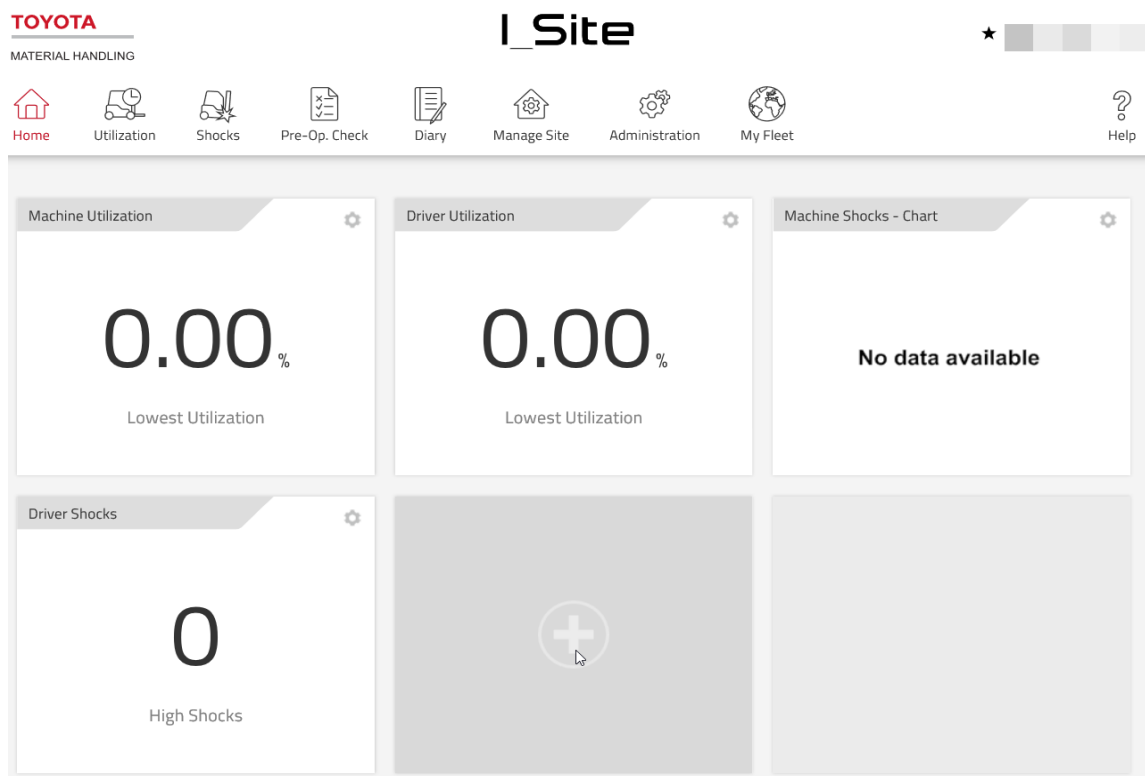 TOYOTA
MATERIAL HANDLING
I_Site
Home
Utilization
Shocks
Pre-Op. Check
Diary
Manage Site
Administration
My Fleet
Help
Machine Utilization
Driver Utilization
Machine Shocks - Chart
0.00 %
0.00 %
No data available
Lowest Utilization
Lowest Utilization
Driver Shocks
0
High Shocks